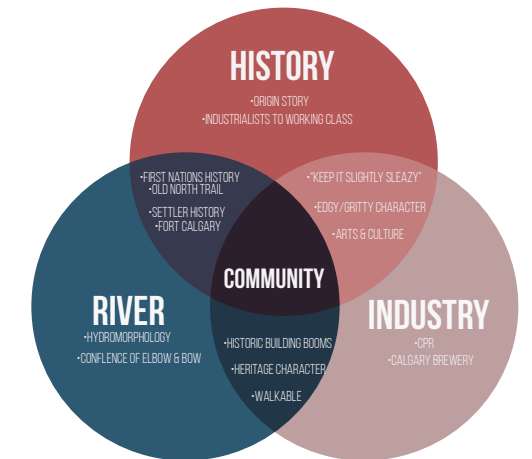 HISTORY
•ORIGIN STORY
•INDUSTRIALISTS TO WORKING CLASS
•FIRST NATIONS HISTORY
•OLD NORTH TRAIL
•SETTLER HISTORY
•FORT CALGARY
•"KEEP IT SLIGHTLY SLEAZY"
•EDGY/GRITTY CHARACTER
•ARTS & CULTURE
COMMUNITY
RIVER
•HYDROMORPHOLOGY
•CONFLENCE OF ELBOW & BOW
INDUSTRY
•CPR
•CALGARY BREWERY
•HISTORIC BUILDING BOOMS
•HERITAGE CHARACTER
•WALKABLE